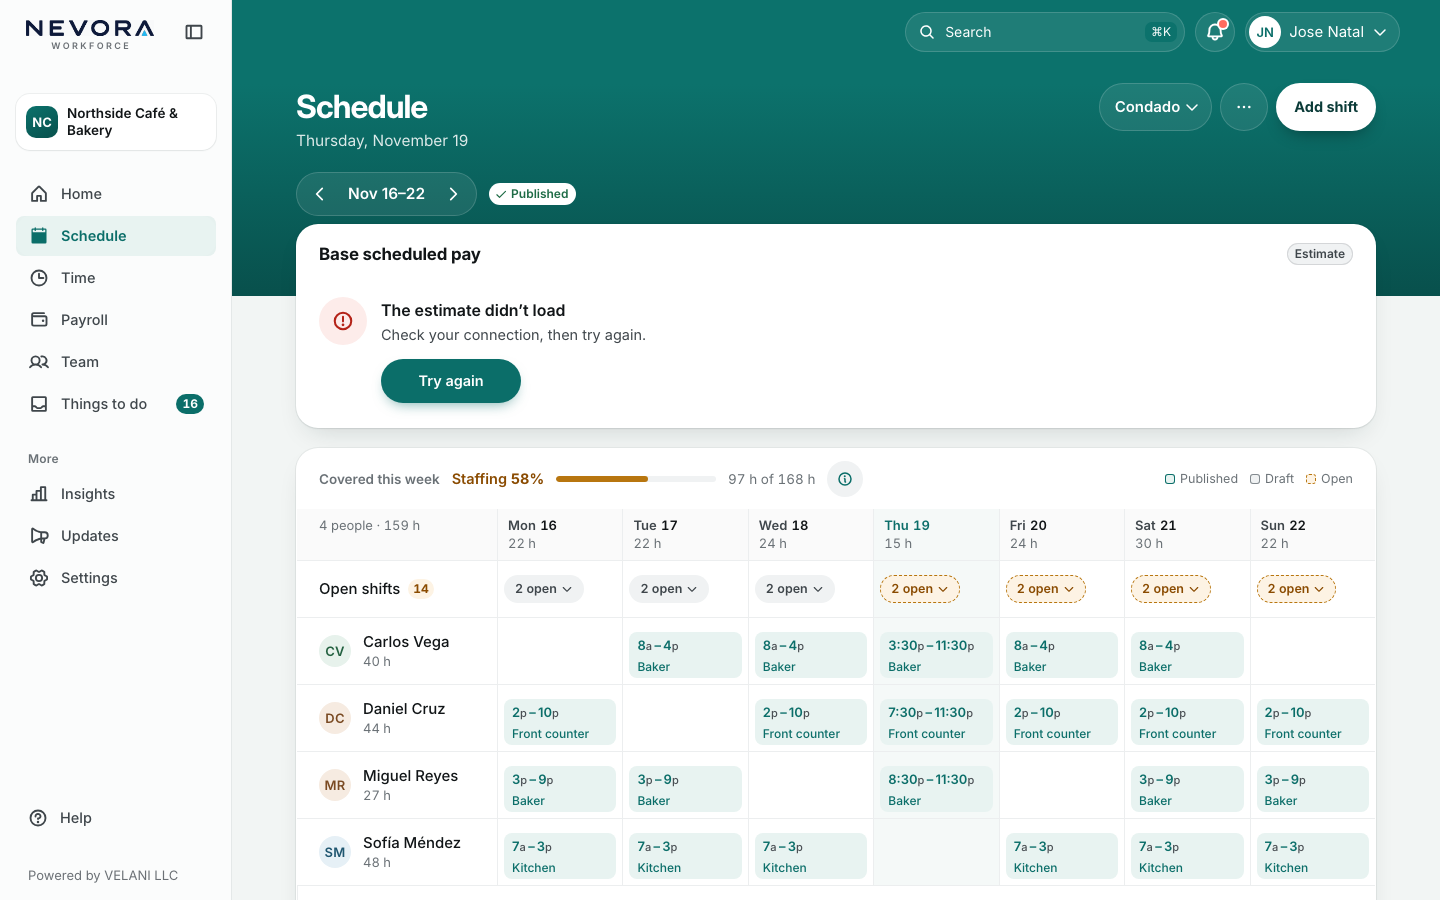 NEVORA
WORKFORCE
Search
⌘K
JN
Jose Natal
NC
Northside Café &
Bakery
Home
Schedule
Time
Payroll
Team
Things to do
16
More
Insights
Updates
Settings
Help
Powered by VELANI LLC
Schedule
Thursday, November 19
Condado
Add shift
Nov 16–22
Published
Base scheduled pay
Estimate
The estimate didn’t load
Check your connection, then try again.
Try again
Covered this week
Staffing 58%
97 h of 168 h
Published
Draft
Open
4 people · 159 h
Mon 16
22 h
Tue 17
22 h
Wed 18
24 h
Thu 19
15 h
Fri 20
24 h
Sat 21
30 h
Sun 22
22 h
Open shifts 14
2 open
2 open
2 open
2 open
2 open
2 open
2 open
CV
Carlos Vega
40 h
8a – 4p
Baker
8a – 4p
Baker
3:30p – 11:30p
Baker
8a – 4p
Baker
8a – 4p
Baker
DC
Daniel Cruz
44 h
2p – 10p
Front counter
2p – 10p
Front counter
7:30p – 11:30p
Front counter
2p – 10p
Front counter
2p – 10p
Front counter
2p – 10p
Front counter
MR
Miguel Reyes
27 h
3p – 9p
Baker
3p – 9p
Baker
8:30p – 11:30p
Baker
3p – 9p
Baker
3p – 9p
Baker
SM
Sofía Méndez
48 h
7a – 3p
Kitchen
7a – 3p
Kitchen
7a – 3p
Kitchen
7a – 3p
Kitchen
7a – 3p
Kitchen
7a – 3p
Kitchen